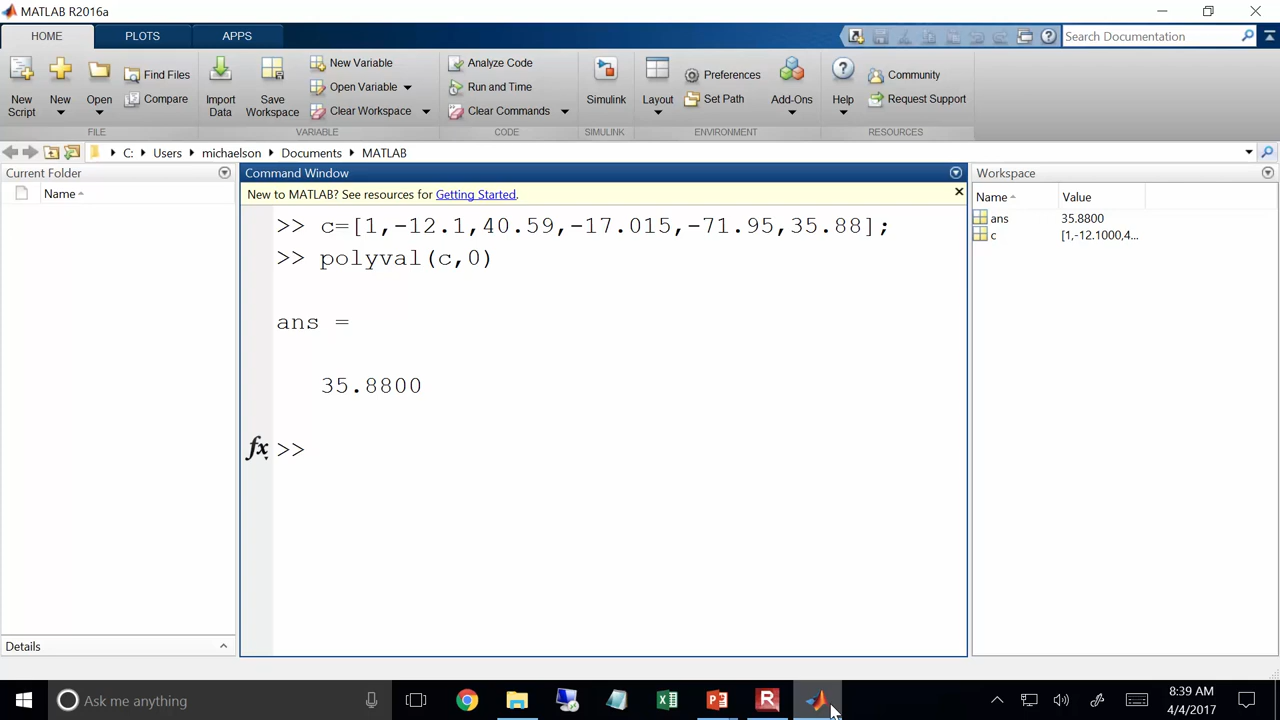 MATLAB R2016a
HOME PLOTS APPS
Search Documentation
New Script
New
Open
Find Files
Compare
Import Data
Save Workspace
New Variable
Open Variable
Clear Workspace
Analyze Code
Run and Time
Clear Commands
Simulink
Layout
Preferences
Set Path
Add-Ons
Help
Community
Request Support
FILE VARIABLE CODE SIMULINK ENVIRONMENT RESOURCES
C: Users michaelson Documents MATLAB
Current Folder
Name
Details
Command Window
New to MATLAB? See resources for Getting Started.
>> c=[1,-12.1,40.59,-17.015,-71.95,35.88];
>> polyval(c,0)
ans =
35.8800
fx >>
Workspace
Name Value
ans 35.8800
c [1,-12.1000,4...
Ask me anything
8:39 AM
4/4/2017